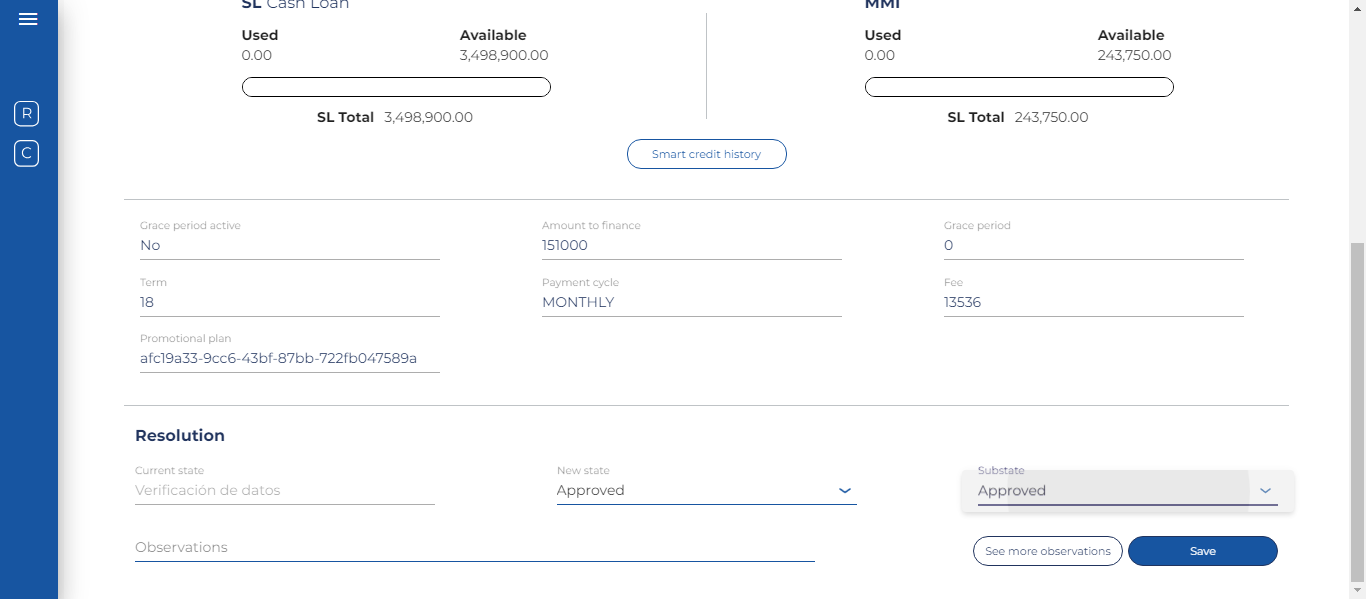 SL Cash Loan
MMI
Used
Available
Used
Available
0.00
3,498,900.00
0.00
243,750.00
R
C
SL Total 3,498,900.00
SL Total 243,750.00
Smart credit history
Grace period active
Amount to finance
Grace period
No
151000
0
Term
Payment cycle
Fee
18
MONTHLY
13536
Promotional plan
afc19a33-9cc6-43bf-87bb-722fb047589a
Resolution
Current state
New state
Substate
Verificación de datos
Approved
Approved
Observations
See more observations
Save